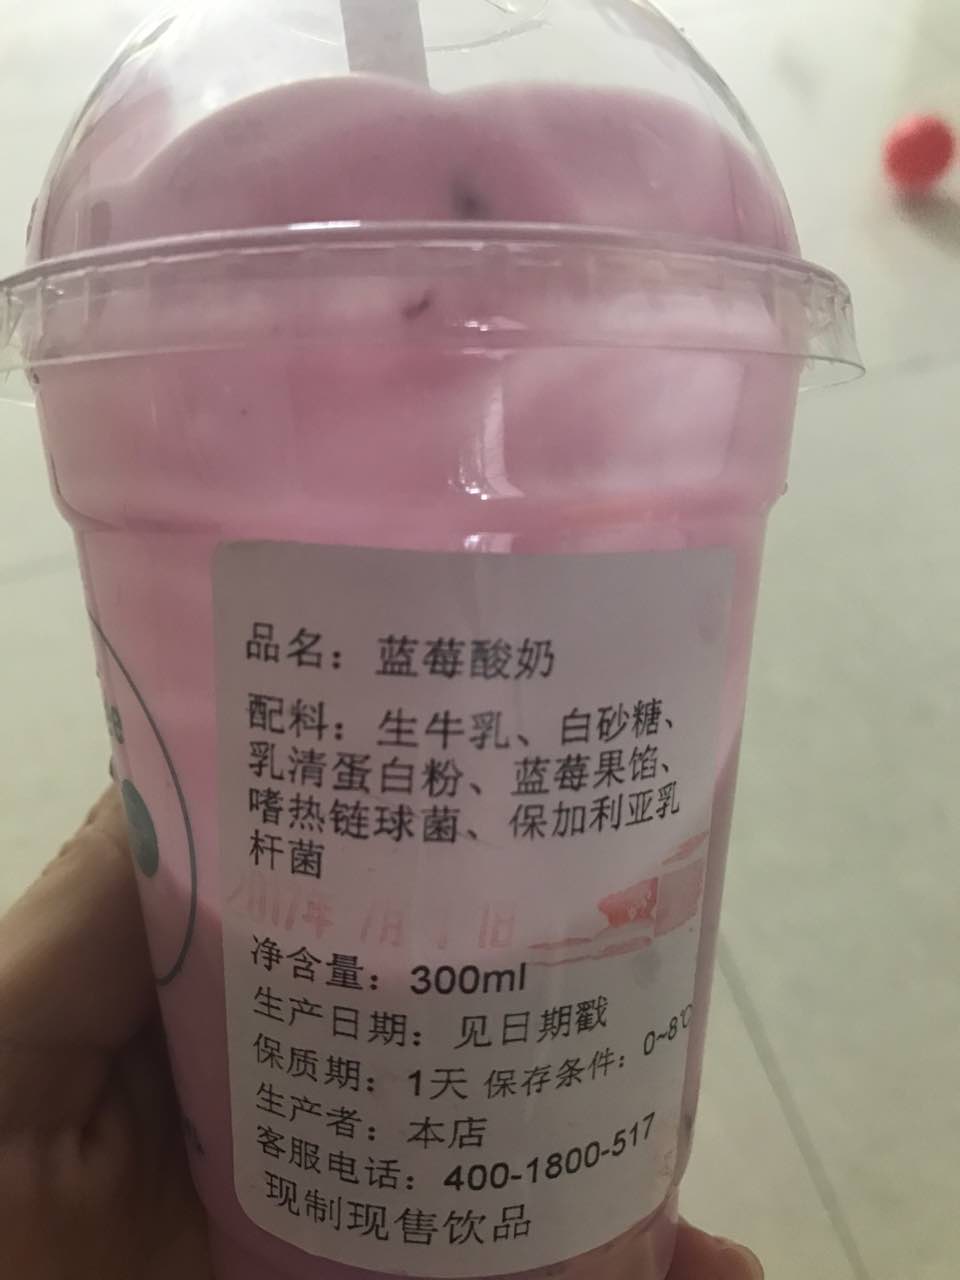 品名：蓝莓酸奶
配料：生牛乳、白砂糖、
乳清蛋白粉、蓝莓果馅、
嗜热链球菌、保加利亚乳
杆菌
净含量：300ml
生产日期：见日期戳
保质期：1天 保存条件：0~8℃
生产者：本店
客服电话：400-1800-517
现制现售饮品